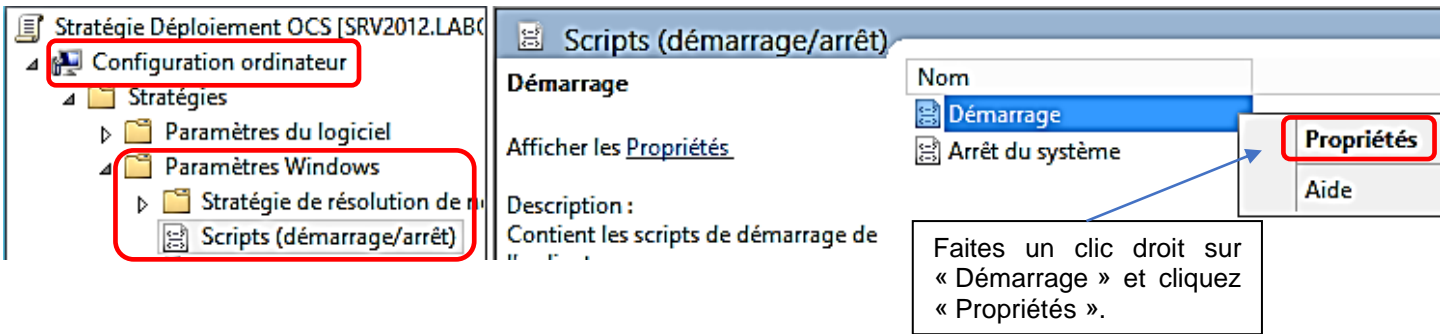 Stratégie Déploiement OCS [SRV2012.LAB
Configuration ordinateur
Stratégies
Paramètres du logiciel
Paramètres Windows
Stratégie de résolution de
Scripts (démarrage/arrêt)
Scripts (démarrage/arrêt)
Démarrage
Afficher les Propriétés
Description :
Contient les scripts de démarrage de
Nom
Démarrage
Arrêt du système
Propriétés
Aide
Faites un clic droit sur
« Démarrage » et cliquez
« Propriétés ».